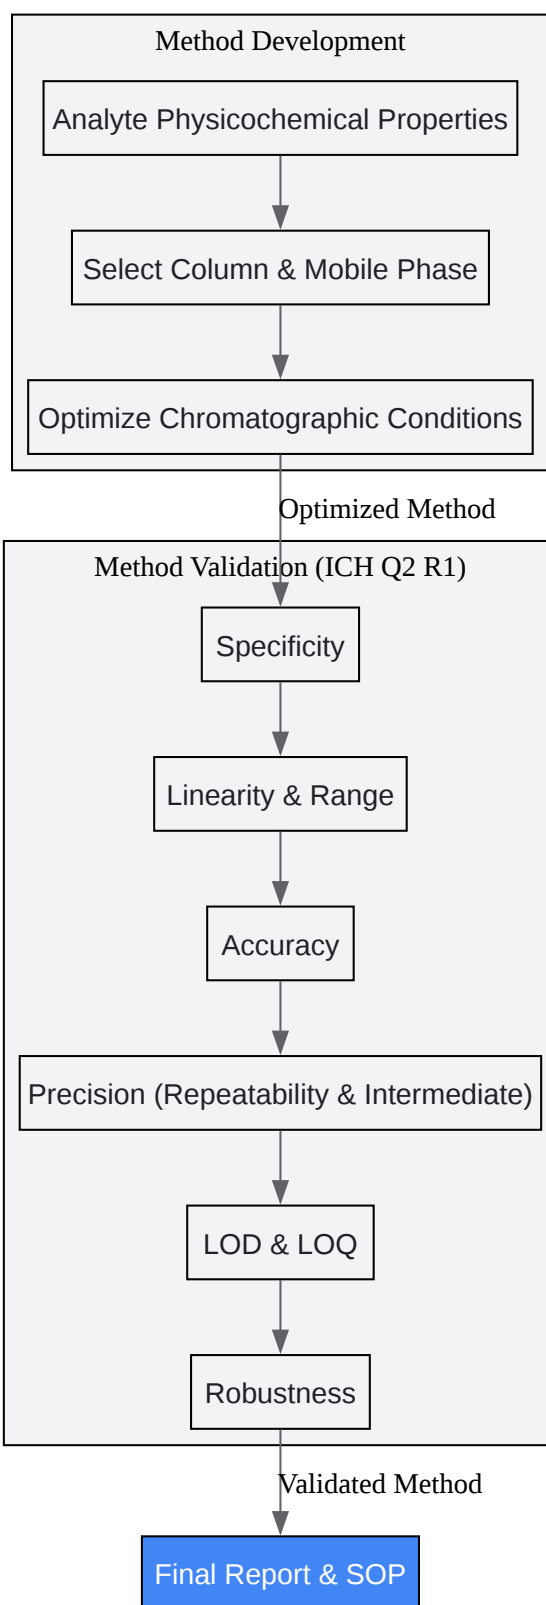 Method Development
Analyte Physicochemical Properties
Select Column & Mobile Phase
Optimize Chromatographic Conditions
Optimized Method
Method Validation (ICH Q2 R1)
Specificity
Linearity & Range
Accuracy
Precision (Repeatability & Intermediate)
LOD & LOQ
Robustness
Validated Method
Final Report & SOP